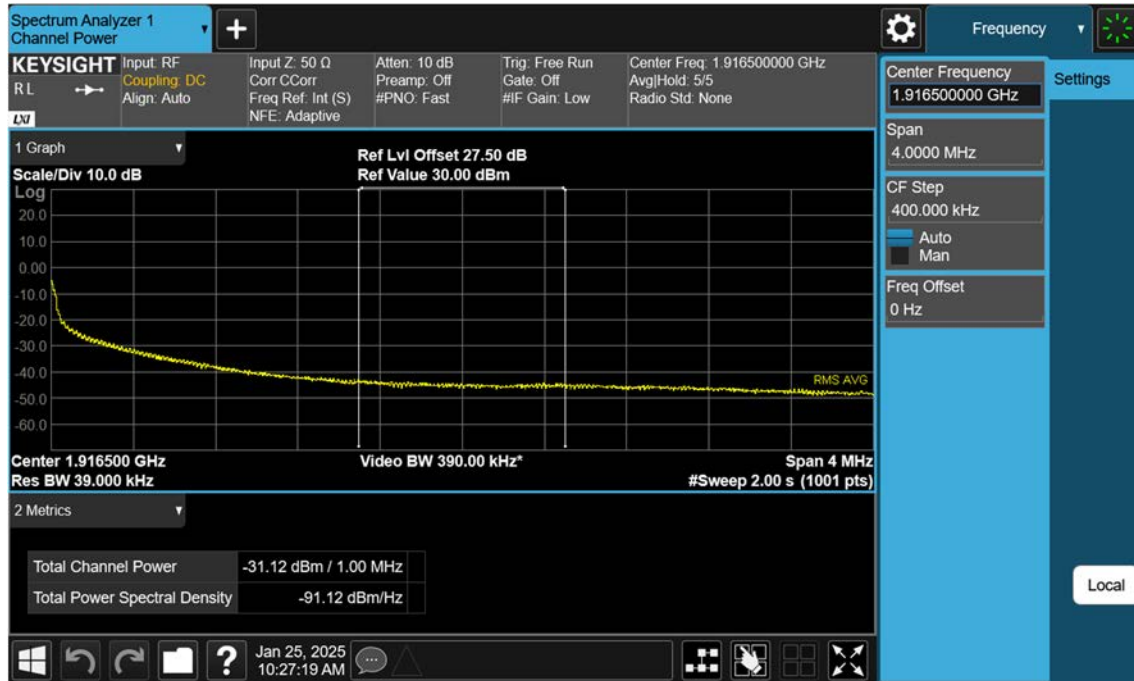 Spectrum Analyzer 1
Channel Power
Frequency
KEYSIGHT
R L
LXI
Input: RF
Coupling: DC
Align: Auto
Input Z: 50 Ω
Corr CCorr
Freq Ref: Int (S)
NFE: Adaptive
Atten: 10 dB
Preamp: Off
#PNO: Fast
Trig: Free Run
Gate: Off
#IF Gain: Low
Center Freq: 1.916500000 GHz
Avg|Hold: 5/5
Radio Std: None
1 Graph
Scale/Div 10.0 dB
Ref Lvl Offset 27.50 dB
Ref Value 30.00 dBm
Log
20.0
10.0
0.00
-10.0
-20.0
-30.0
-40.0
-50.0
-60.0
RMS AVG
Center 1.916500 GHz
Res BW 39.000 kHz
Video BW 390.00 kHz*
Span 4 MHz
#Sweep 2.00 s (1001 pts)
2 Metrics
Total Channel Power -31.12 dBm / 1.00 MHz
Total Power Spectral Density -91.12 dBm/Hz
Jan 25, 2025
10:27:19 AM
Center Frequency
1.916500000 GHz
Span
4.0000 MHz
CF Step
400.000 kHz
Auto
Man
Freq Offset
0 Hz
Settings
Local